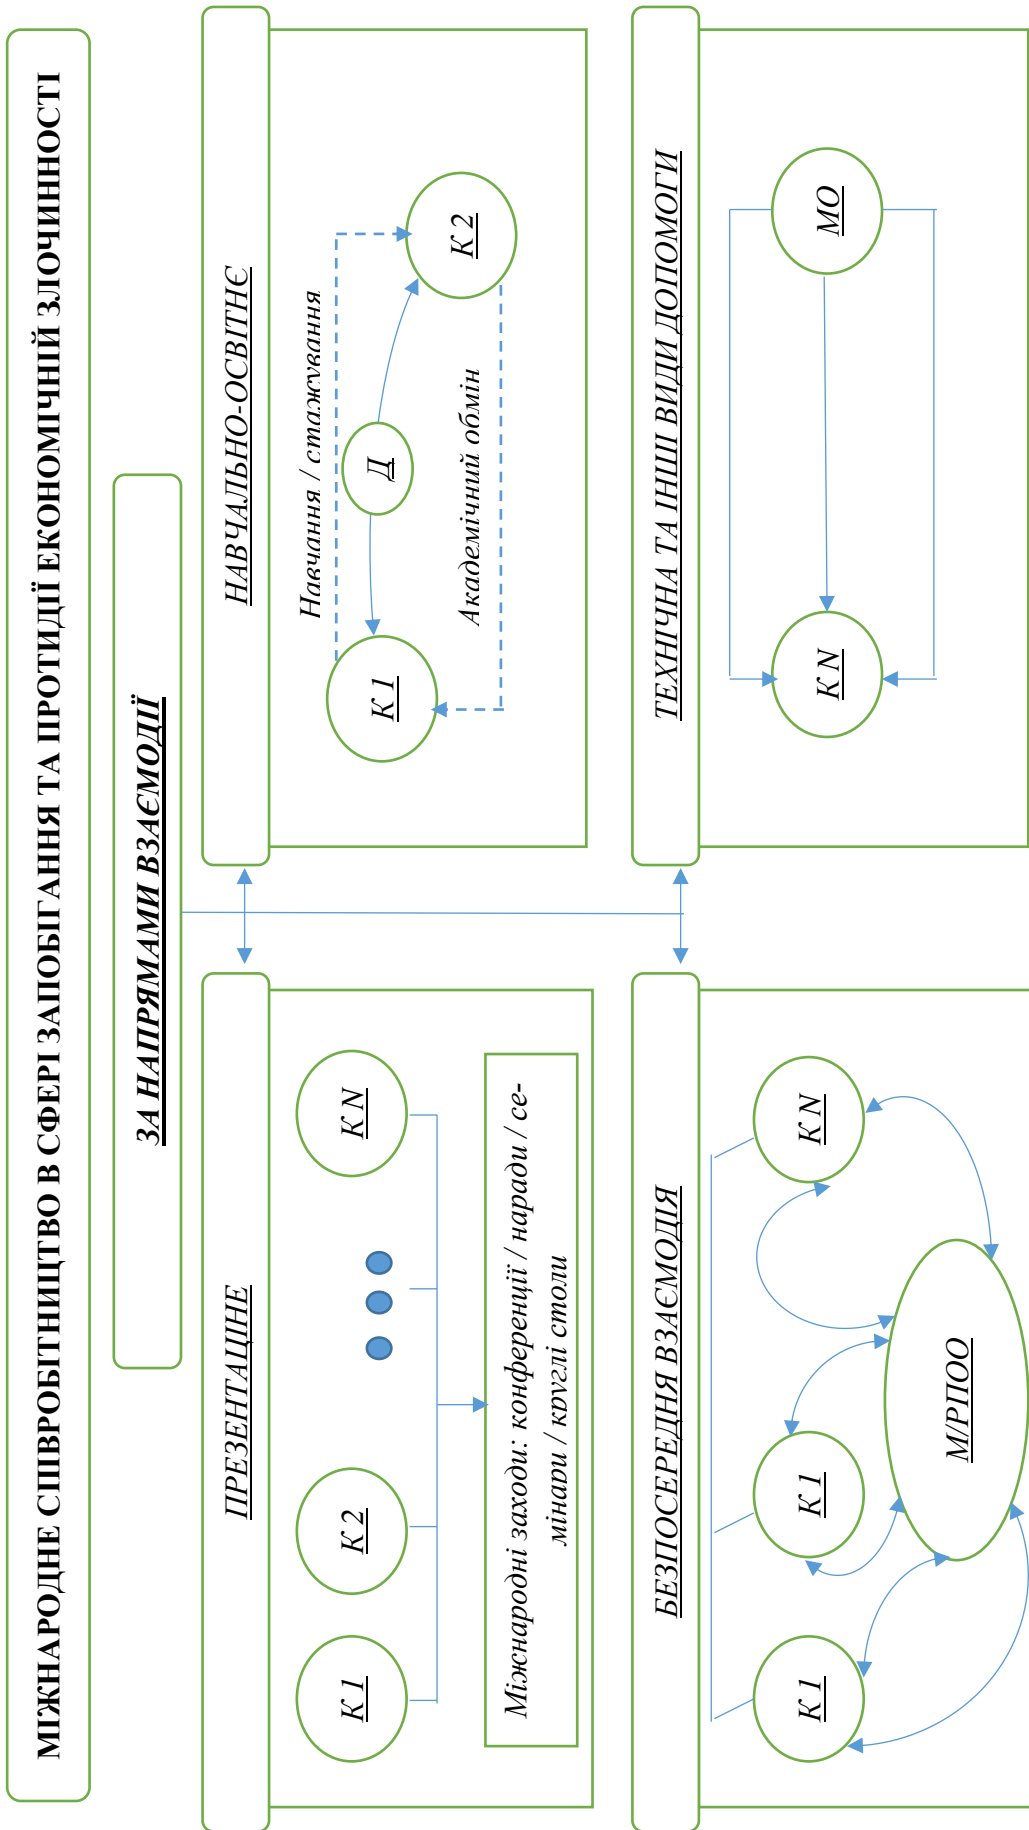 МІЖНАРОДНЕ СПІВРОБІТНИЦТВО В СФЕРІ ЗАПОБІГАННЯ ТА ПРОТИДІЇ ЕКОНОМІЧНІЙ ЗЛОЧИННОСТІ
ЗА НАПРЯМАМИ ВЗАЄМОДІЇ
ПРЕЗЕНТАЦІЙНЕ
К 1
К 2
К N
Міжнародні заходи: конференції / наради / се-
мінари / круглі столи
НАВЧАЛЬНО-ОСВІТНЄ
Навчання / стажування
К 1
Д
К 2
Академічний обмін
БЕЗПОСЕРЕДНЯ ВЗАЄМОДІЯ
К 1
К 1
К N
М/РПОО
ТЕХНІЧНА ТА ІНШІ ВИДИ ДОПОМОГИ
К N
МО